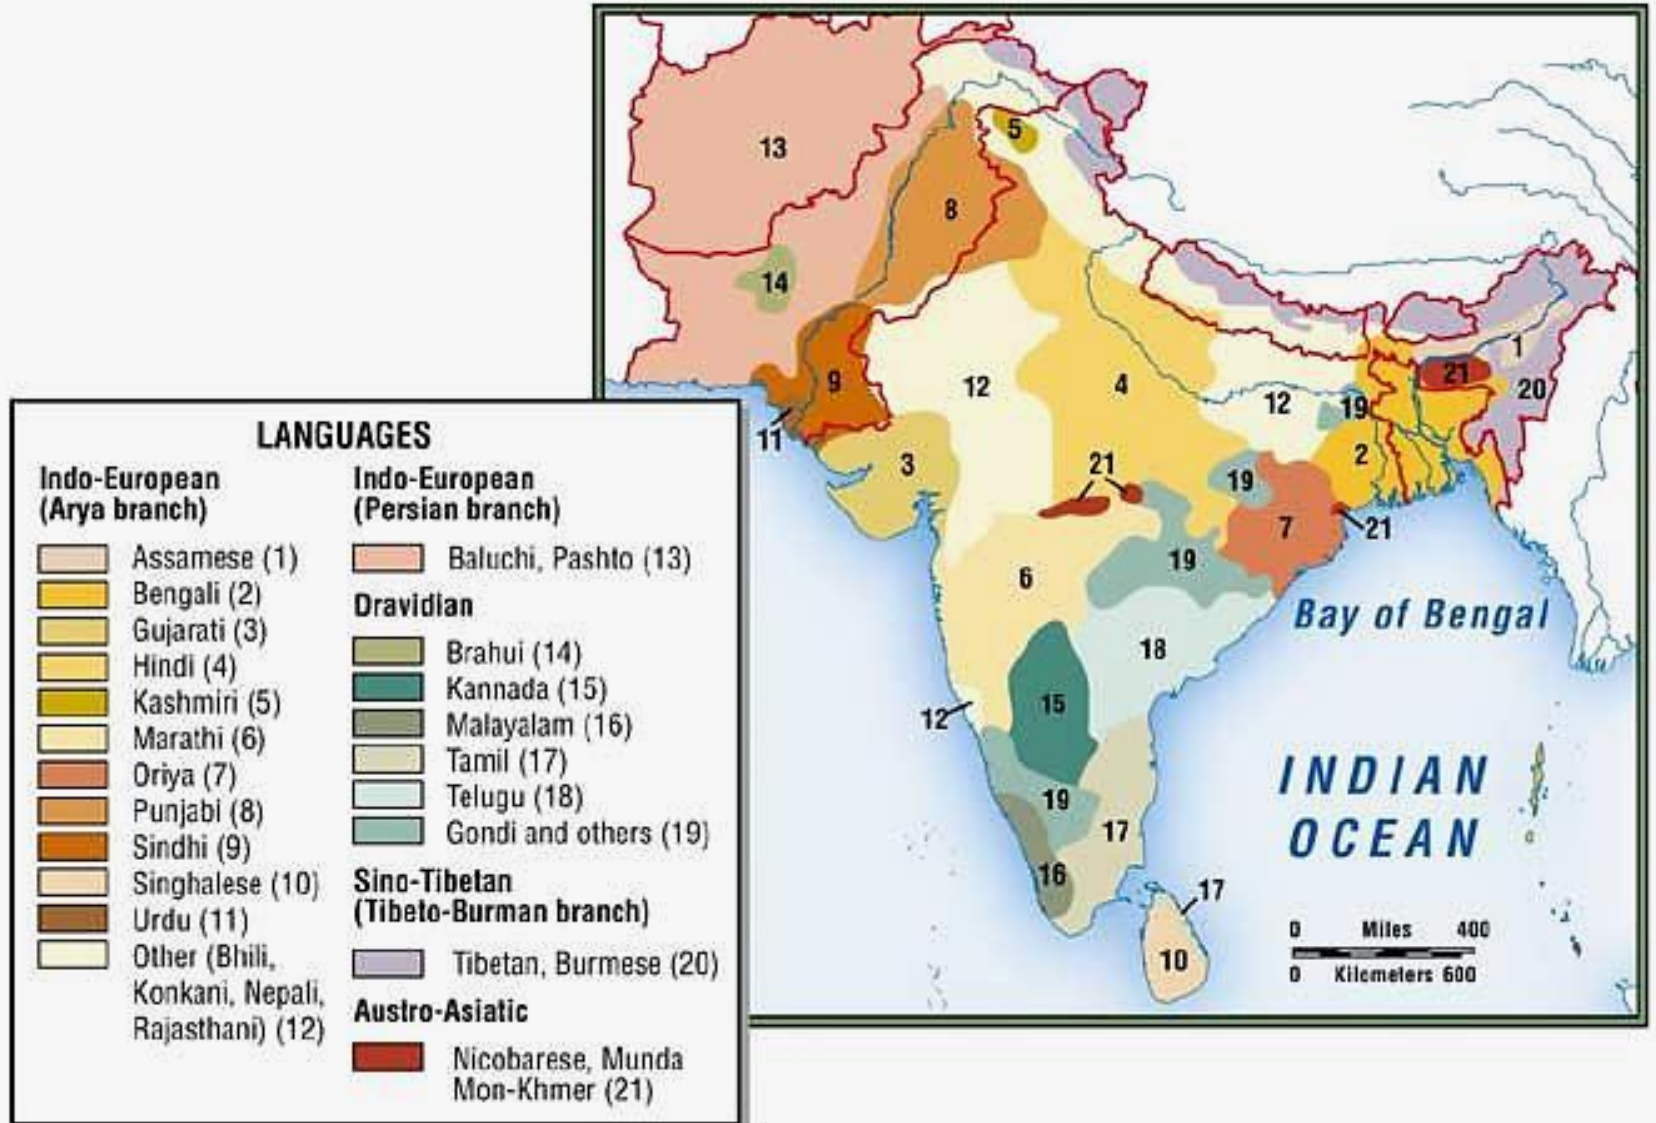 LANGUAGES
Indo-European
(Arya branch)
Assamese (1)
Bengali (2)
Gujarati (3)
Hindi (4)
Kashmiri (5)
Marathi (6)
Oriya (7)
Punjabi (8)
Sindhi (9)
Singhalese (10)
Urdu (11)
Other (Bhili,
Konkani, Nepali,
Rajasthani) (12)
Indo-European
(Persian branch)
Baluchi, Pashto (13)
Dravidian
Brahui (14)
Kannada (15)
Malayalam (16)
Tamil (17)
Telugu (18)
Gondi and others (19)
Sino-Tibetan
(Tibeto-Burman branch)
Tibetan, Burmese (20)
Austro-Asiatic
Nicobarese, Munda
Mon-Khmer (21)
5
13
8
14
1
21
9
12
4
12
19
20
11
3
21
2
19
7
21
19
6
Bay of Bengal
18
15
12
INDIAN
OCEAN
19
17
16
17
10
0 Miles 400
0 Kilometers 600